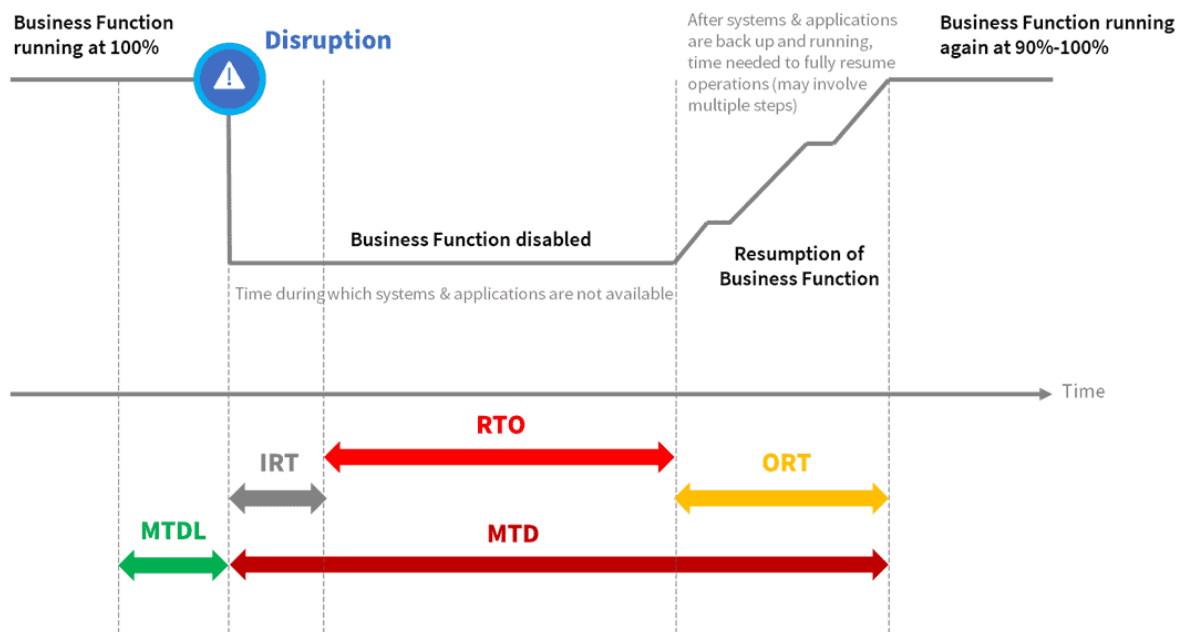 Business Function
running at 100%
Disruption
After systems & applications
are back up and running,
time needed to fully resume
operations (may involve
multiple steps)
Business Function running
again at 90%-100%
Business Function disabled
Time during which systems & applications are not available
Resumption of
Business Function
Time
RTO
IRT
ORT
MTDL
MTD